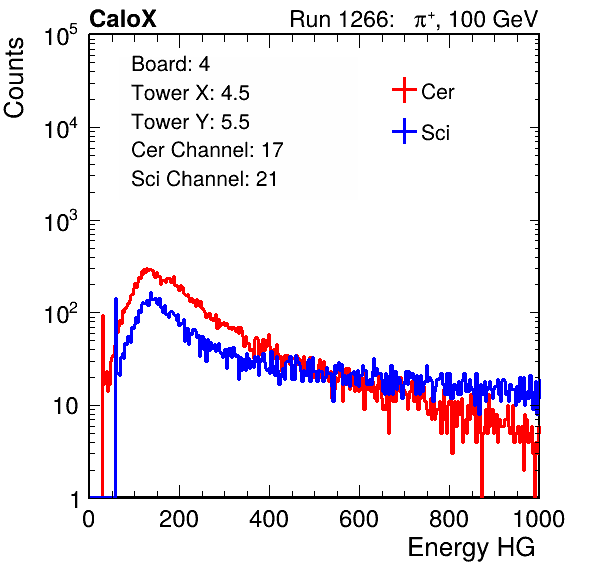 CaloX Run 1266: π⁺, 100 GeV
Counts
Board: 4
Tower X: 4.5
Tower Y: 5.5
Cer Channel: 17
Sci Channel: 21
Cer
Sci
10⁵
10⁴
10³
10²
10
1
0 200 400 600 800 1000
Energy HG